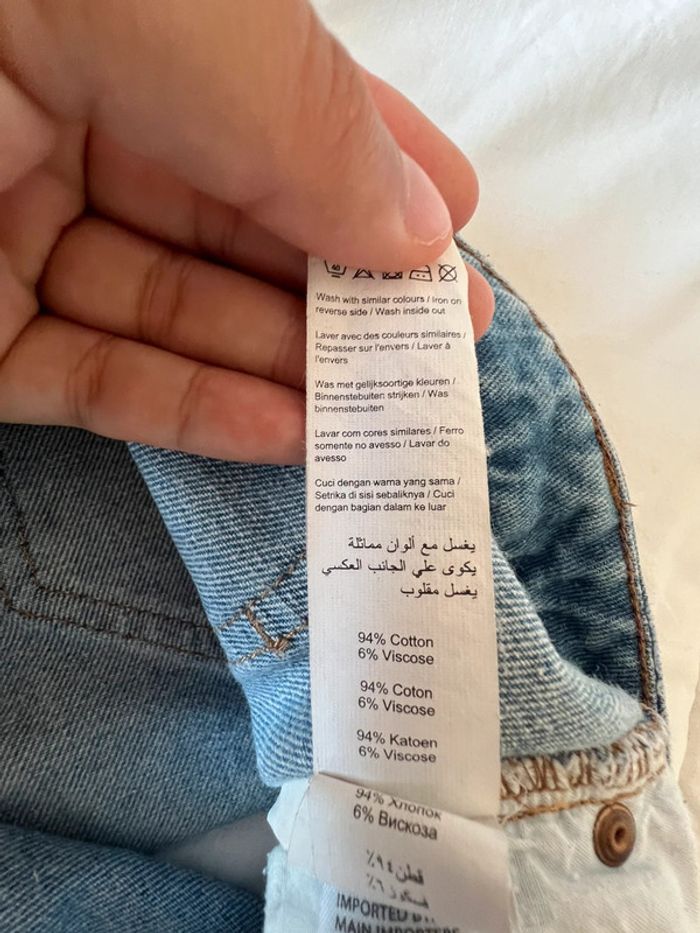 40
Wash with similar colours / Iron on
reverse side / Wash inside out
Laver avec des couleurs similaires /
Repasser sur l'envers / Laver à
l'envers
Was met gelijksoortige kleuren /
Binnenstebuiten strijken / Was
binnenstebuiten
Lavar com cores similares / Ferro
somente no avesso / Lavar do
avesso
Cuci dengan warna yang sama /
Setrika di sisi sebaliknya / Cuci
dengan bagian dalam ke luar
يغسل مع ألوان مماثلة
يكوى علي الجانب العكسي
يغسل مقلوب
94% Cotton
6% Viscose
94% Coton
6% Viscose
94% Katoen
6% Viscose
94% Хлопок
6% Вискоза
قطن ٩٤٪
فسكوز ٦٪
IMPORTED
MAIN